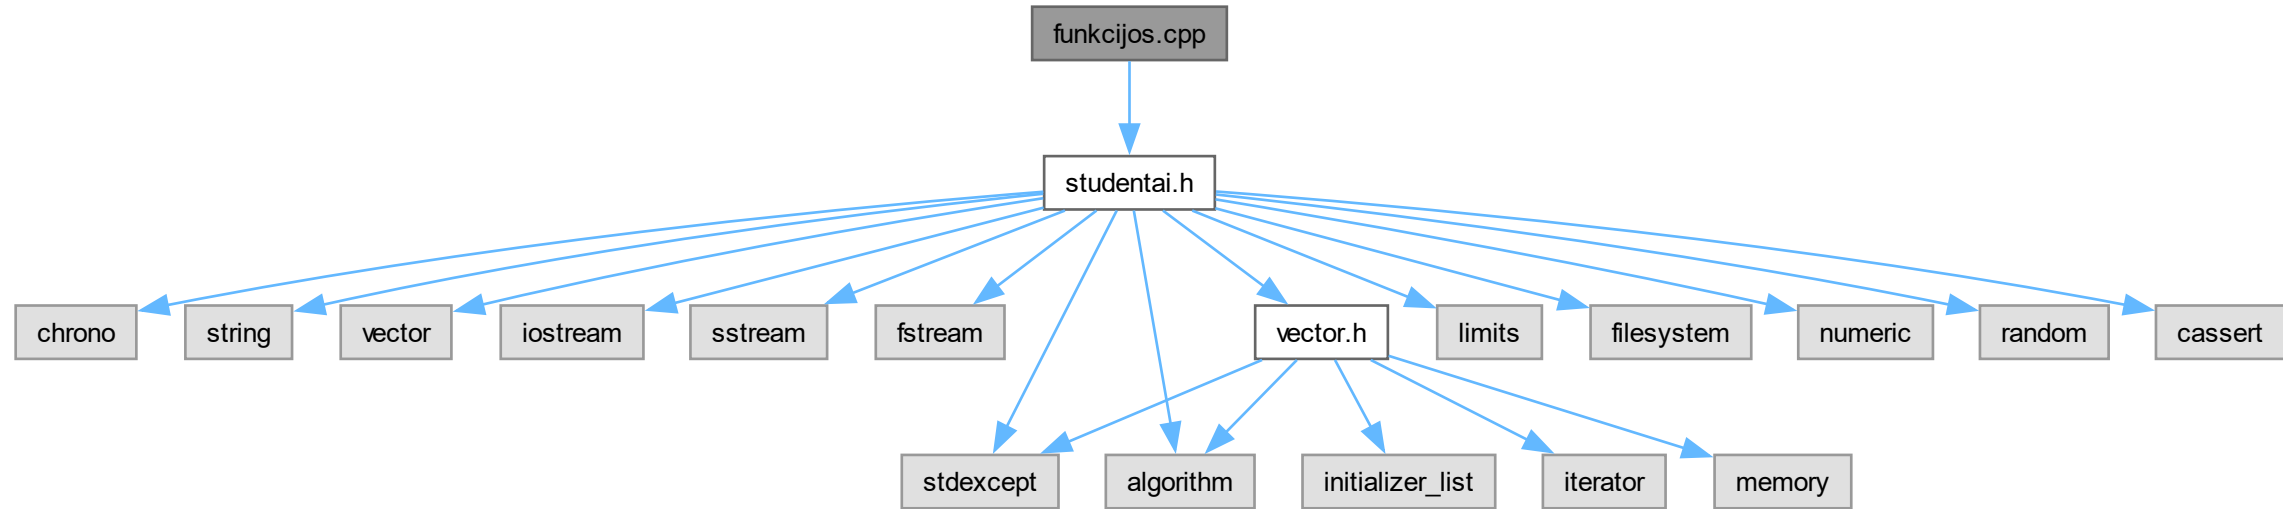 funkcijos.cpp
studentai.h
chrono
string
vector
iostream
sstream
fstream
vector.h
limits
filesystem
numeric
random
cassert
stdexcept
algorithm
initializer_list
iterator
memory